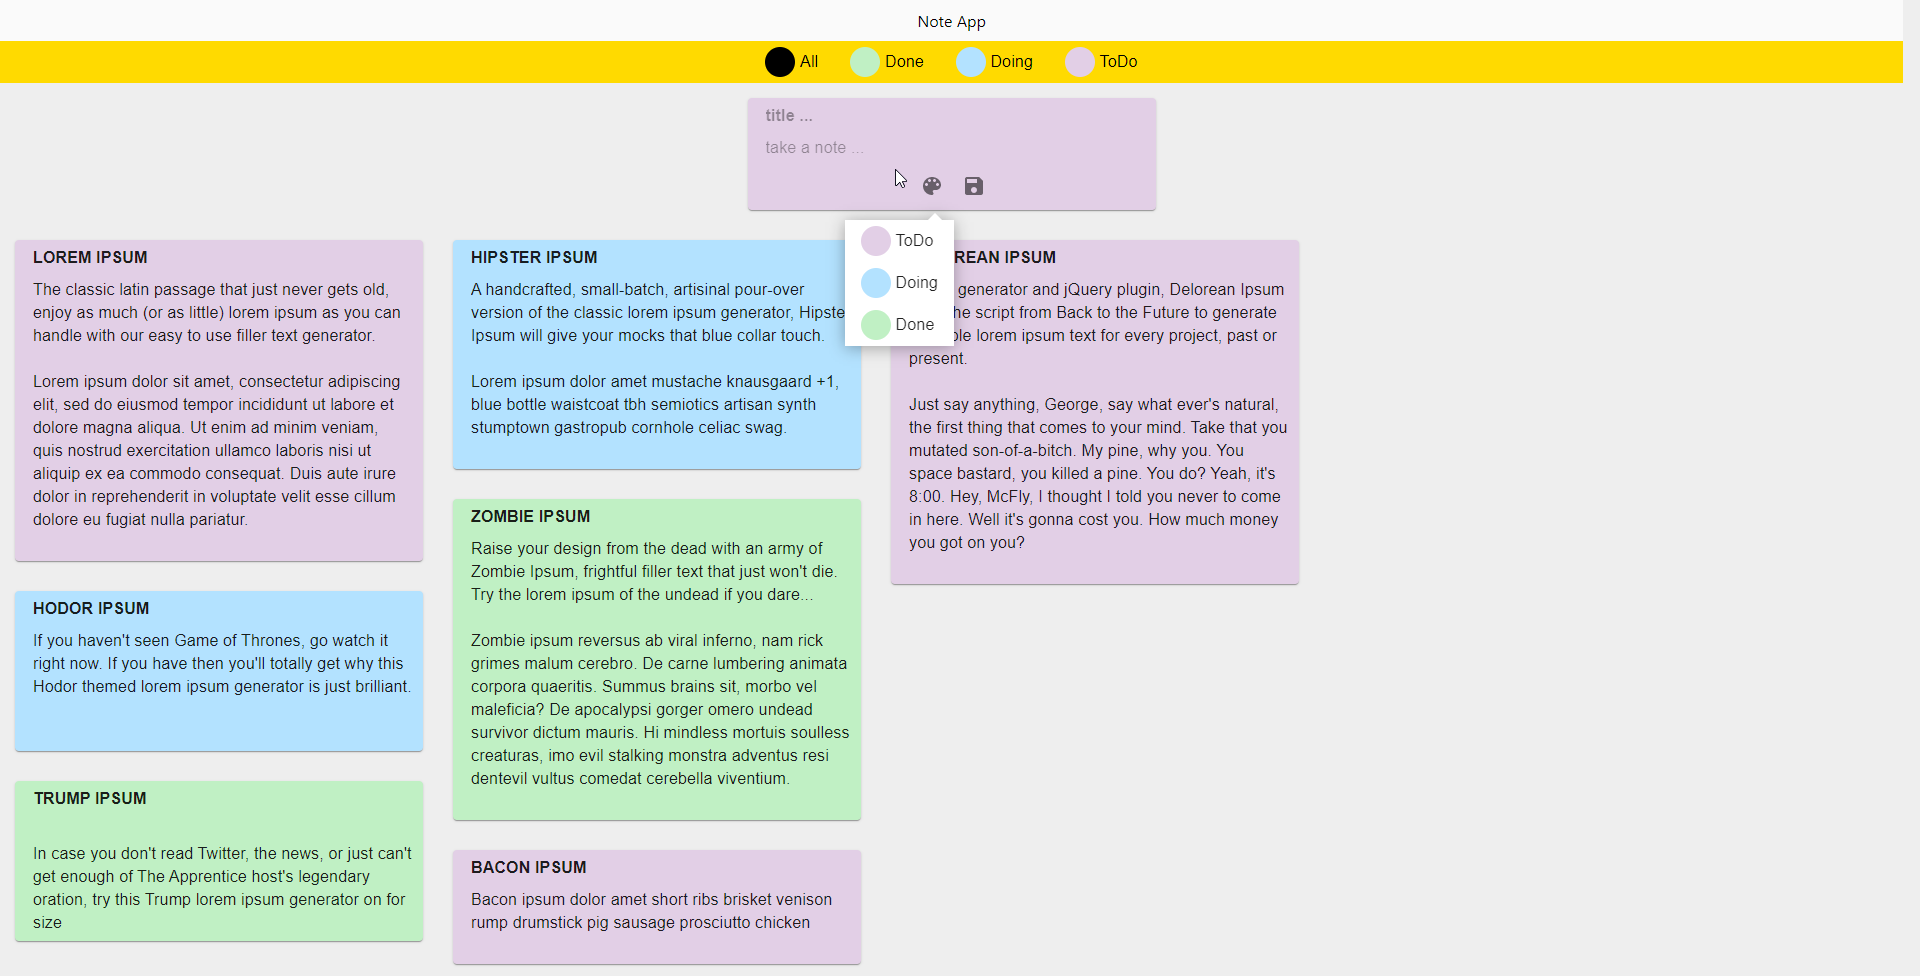 Note App
All
Done
Doing
ToDo
title ...
take a note ...
ToDo
Doing
Done
LOREM IPSUM
The classic latin passage that just never gets old,
enjoy as much (or as little) lorem ipsum as you can
handle with our easy to use filler text generator.
Lorem ipsum dolor sit amet, consectetur adipiscing
elit, sed do eiusmod tempor incididunt ut labore et
dolore magna aliqua. Ut enim ad minim veniam,
quis nostrud exercitation ullamco laboris nisi ut
aliquip ex ea commodo consequat. Duis aute irure
dolor in reprehenderit in voluptate velit esse cillum
dolore eu fugiat nulla pariatur.
HODOR IPSUM
If you haven't seen Game of Thrones, go watch it
right now. If you have then you'll totally get why this
Hodor themed lorem ipsum generator is just brilliant.
TRUMP IPSUM
In case you don't read Twitter, the news, or just can't
get enough of The Apprentice host's legendary
oration, try this Trump lorem ipsum generator on for
size
HIPSTER IPSUM
A handcrafted, small-batch, artisinal pour-over
version of the classic lorem ipsum generator, Hipste
Ipsum will give your mocks that blue collar touch.
Lorem ipsum dolor amet mustache knausgaard +1,
blue bottle waistcoat tbh semiotics artisan synth
stumptown gastropub cornhole celiac swag.
ZOMBIE IPSUM
Raise your design from the dead with an army of
Zombie Ipsum, frightful filler text that just won't die.
Try the lorem ipsum of the undead if you dare...
Zombie ipsum reversus ab viral inferno, nam rick
grimes malum cerebro. De carne lumbering animata
corpora quaeritis. Summus brains sit, morbo vel
maleficia? De apocalypsi gorger omero undead
survivor dictum mauris. Hi mindless mortuis soulless
creaturas, imo evil stalking monstra adventus resi
dentevil vultus comedat cerebella viventium.
BACON IPSUM
Bacon ipsum dolor amet short ribs brisket venison
rump drumstick pig sausage prosciutto chicken
REAN IPSUM
generator and jQuery plugin, Delorean Ipsum
he script from Back to the Future to generate
ple lorem ipsum text for every project, past or
present.
Just say anything, George, say what ever's natural,
the first thing that comes to your mind. Take that you
mutated son-of-a-bitch. My pine, why you. You
space bastard, you killed a pine. You do? Yeah, it's
8:00. Hey, McFly, I thought I told you never to come
in here. Well it's gonna cost you. How much money
you got on you?